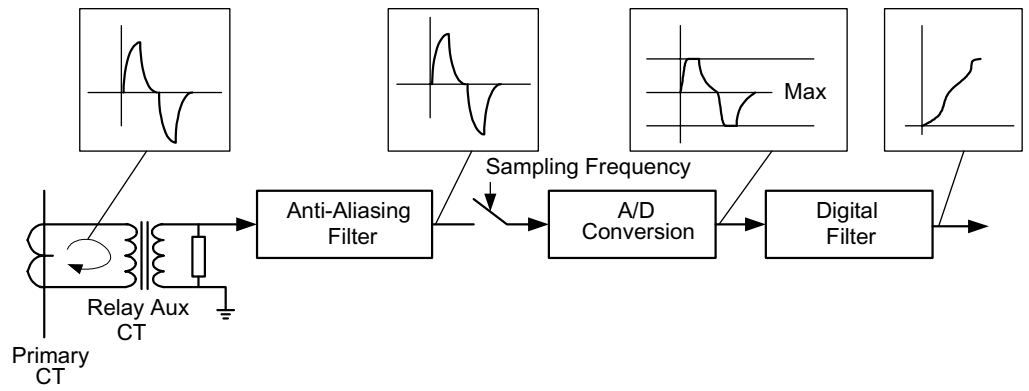 Max
Sampling Frequency
Anti-Aliasing
Filter
A/D
Conversion
Digital
Filter
Relay Aux
CT
Primary
CT